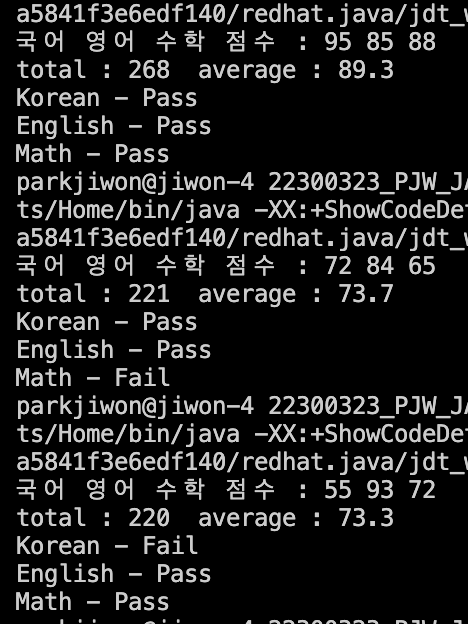 a5841f3e6edf140/redhat.java/jdt_w
국어 영어 수학 점수 : 95 85 88
total : 268  average : 89.3
Korean - Pass
English - Pass
Math - Pass
parkjiwon@jiwon-4 22300323_PJW_JA
ts/Home/bin/java -XX:+ShowCodeDet
a5841f3e6edf140/redhat.java/jdt_w
국어 영어 수학 점수 : 72 84 65
total : 221  average : 73.7
Korean - Pass
English - Pass
Math - Fail
parkjiwon@jiwon-4 22300323_PJW_JA
ts/Home/bin/java -XX:+ShowCodeDet
a5841f3e6edf140/redhat.java/jdt_w
국어 영어 수학 점수 : 55 93 72
total : 220  average : 73.3
Korean - Fail
English - Pass
Math - Pass